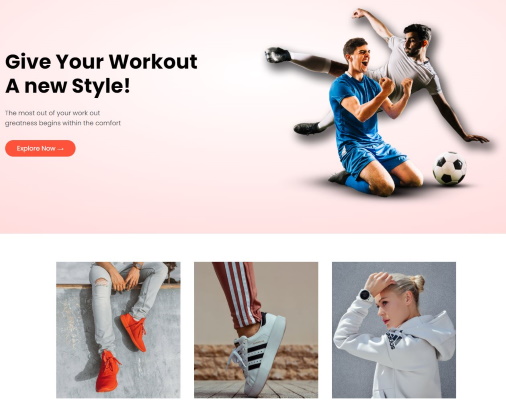 Give Your Workout
A new Style!
The most out of your work out
greatness begins within the comfort
Explore Now →